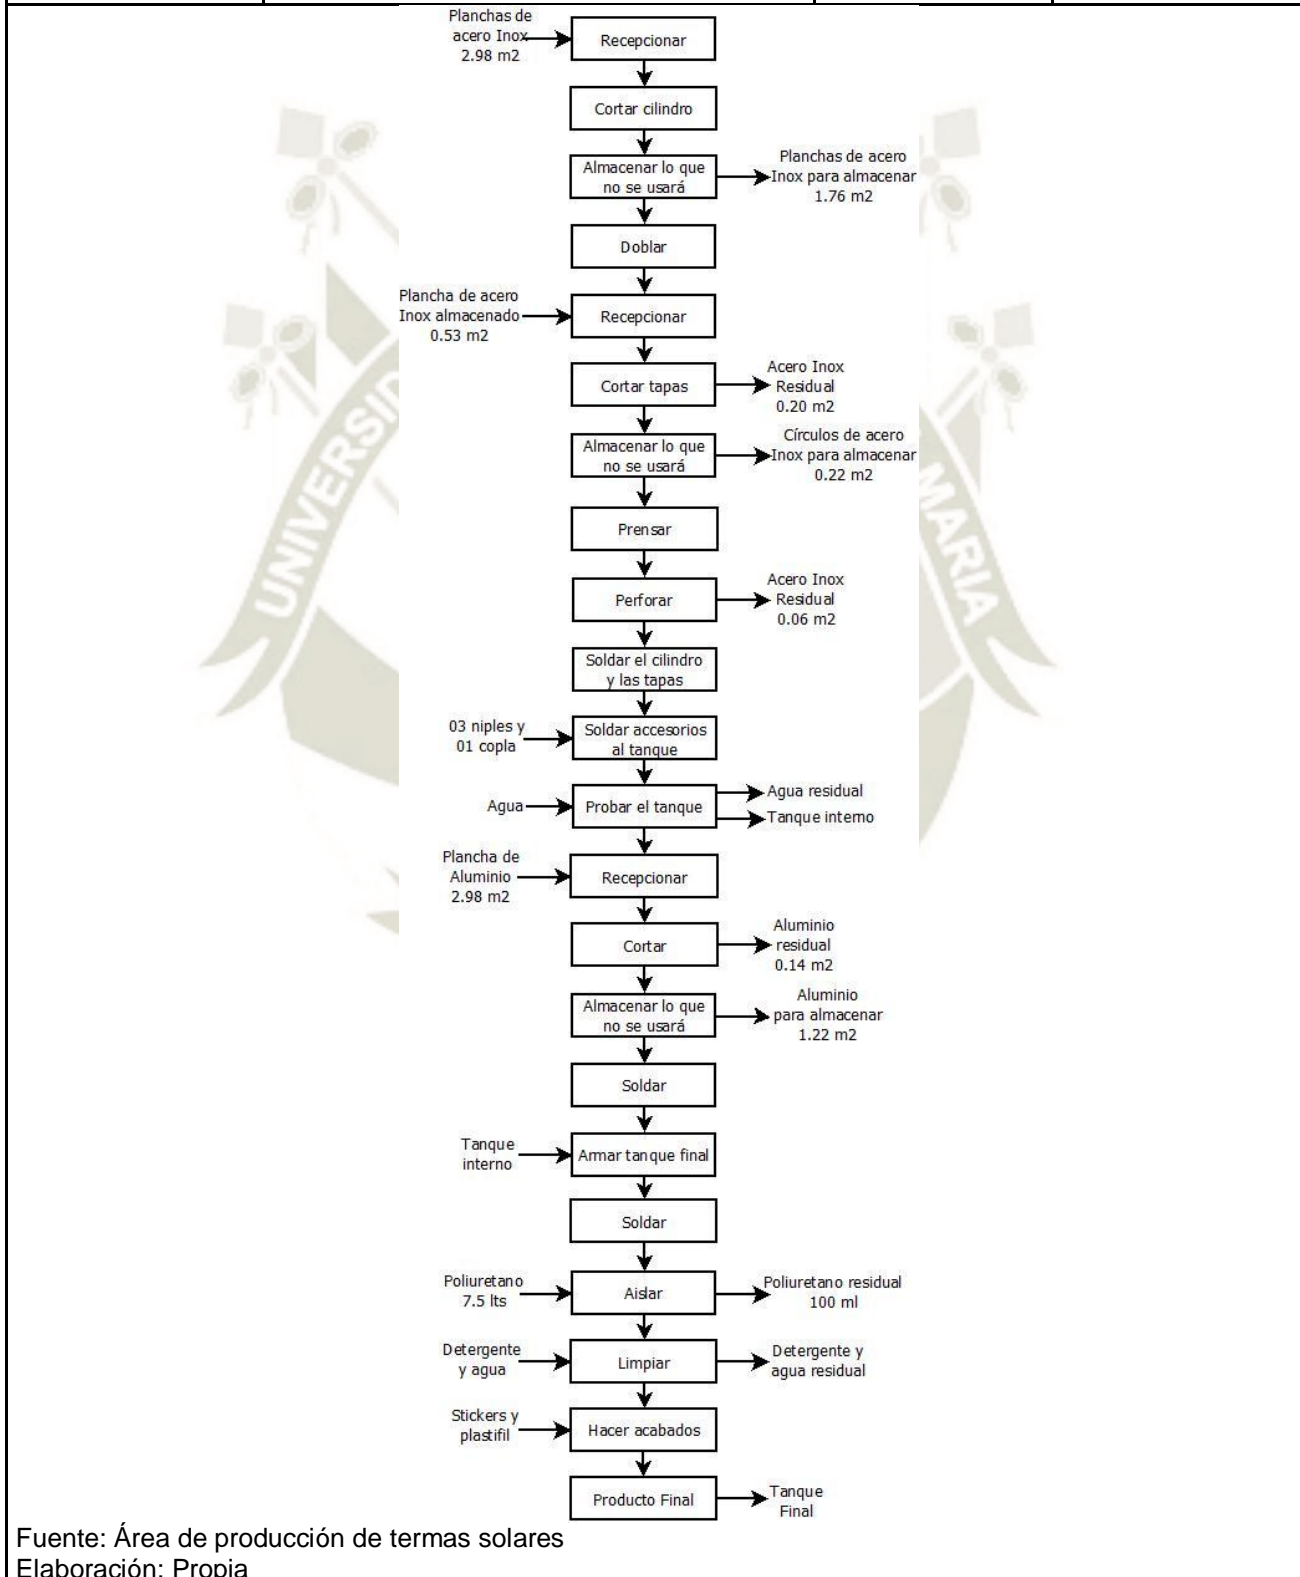 Planchas de
acero Inox
2.98 m2
Recepcionar
Cortar cilindro
Almacenar lo que
no se usará
Planchas de acero
Inox para almacenar
1.76 m2
Doblar
Plancha de acero
Inox almacenado
0.53 m2
Recepcionar
Cortar tapas
Acero Inox
Residual
0.20 m2
Almacenar lo que
no se usará
Círculos de acero
Inox para almacenar
0.22 m2
Prensar
Perforar
Acero Inox
Residual
0.06 m2
Soldar el cilindro
y las tapas
03 niples y
01 copla
Soldar accesorios
al tanque
Agua
Probar el tanque
Agua residual
Tanque interno
Plancha de
Aluminio
2.98 m2
Recepcionar
Cortar
Aluminio
residual
0.14 m2
Almacenar lo que
no se usará
Aluminio
para almacenar
1.22 m2
Soldar
Tanque
interno
Armar tanque final
Soldar
Poliuretano
7.5 lts
Aislar
Poliuretano residual
100 ml
Detergente
y agua
Limpiar
Detergente y
agua residual
Stickers y
plastifil
Hacer acabados
Producto Final
Tanque
Final
Fuente: Área de producción de termas solares
Elaboración: Propia
UNIVERSID
MARIA